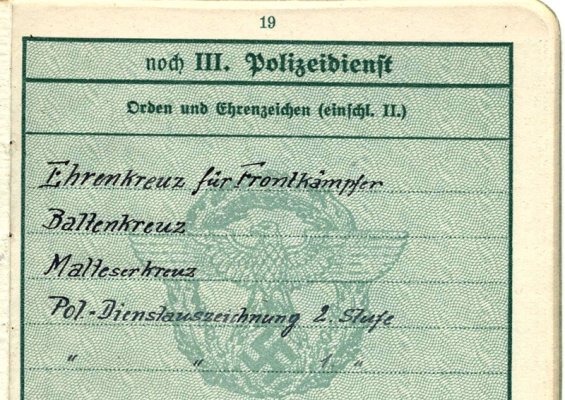 19
noch III. Polizeidienst
Orden und Ehrenzeichen (einschl. II.)
Ehrenkreuz für Frontkämpfer
Baltenkreuz
Malteserkreuz
Pol.-Dienstauszeichnung 2. Stufe
" " 1 "